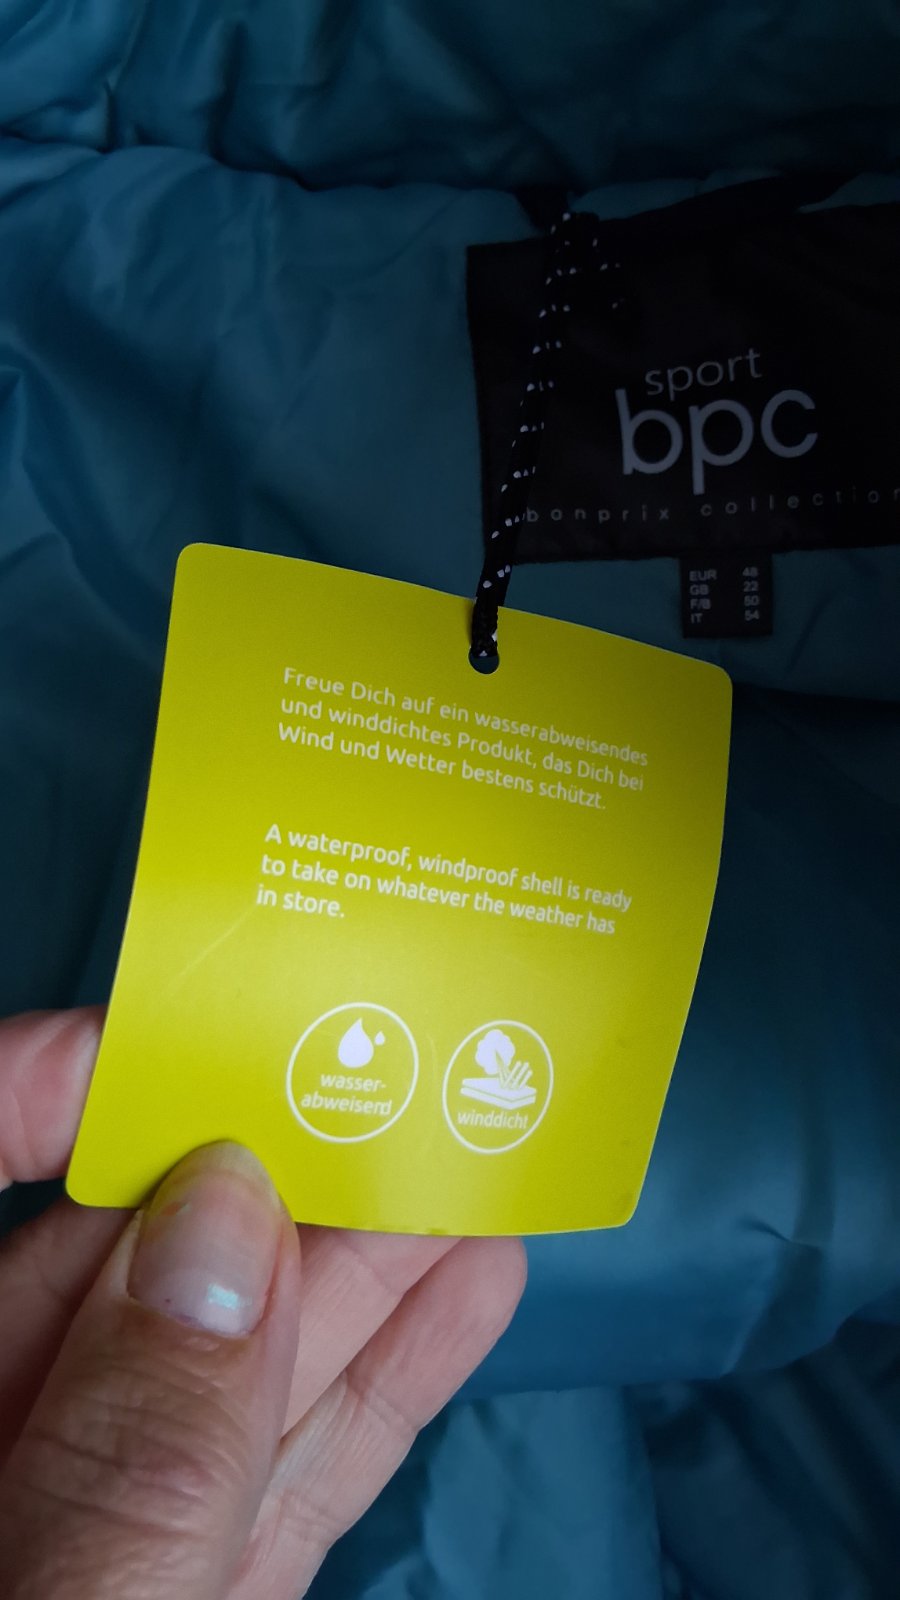 sport
bpc
bonprix collection
EUR 48
GB 22
F/B 50
IT 54
Freue Dich auf ein wasserabweisendes
und winddichtes Produkt, das Dich bei
Wind und Wetter bestens schützt.
A waterproof, windproof shell is ready
to take on whatever the weather has
in store.
wasser-
abweisend
winddicht